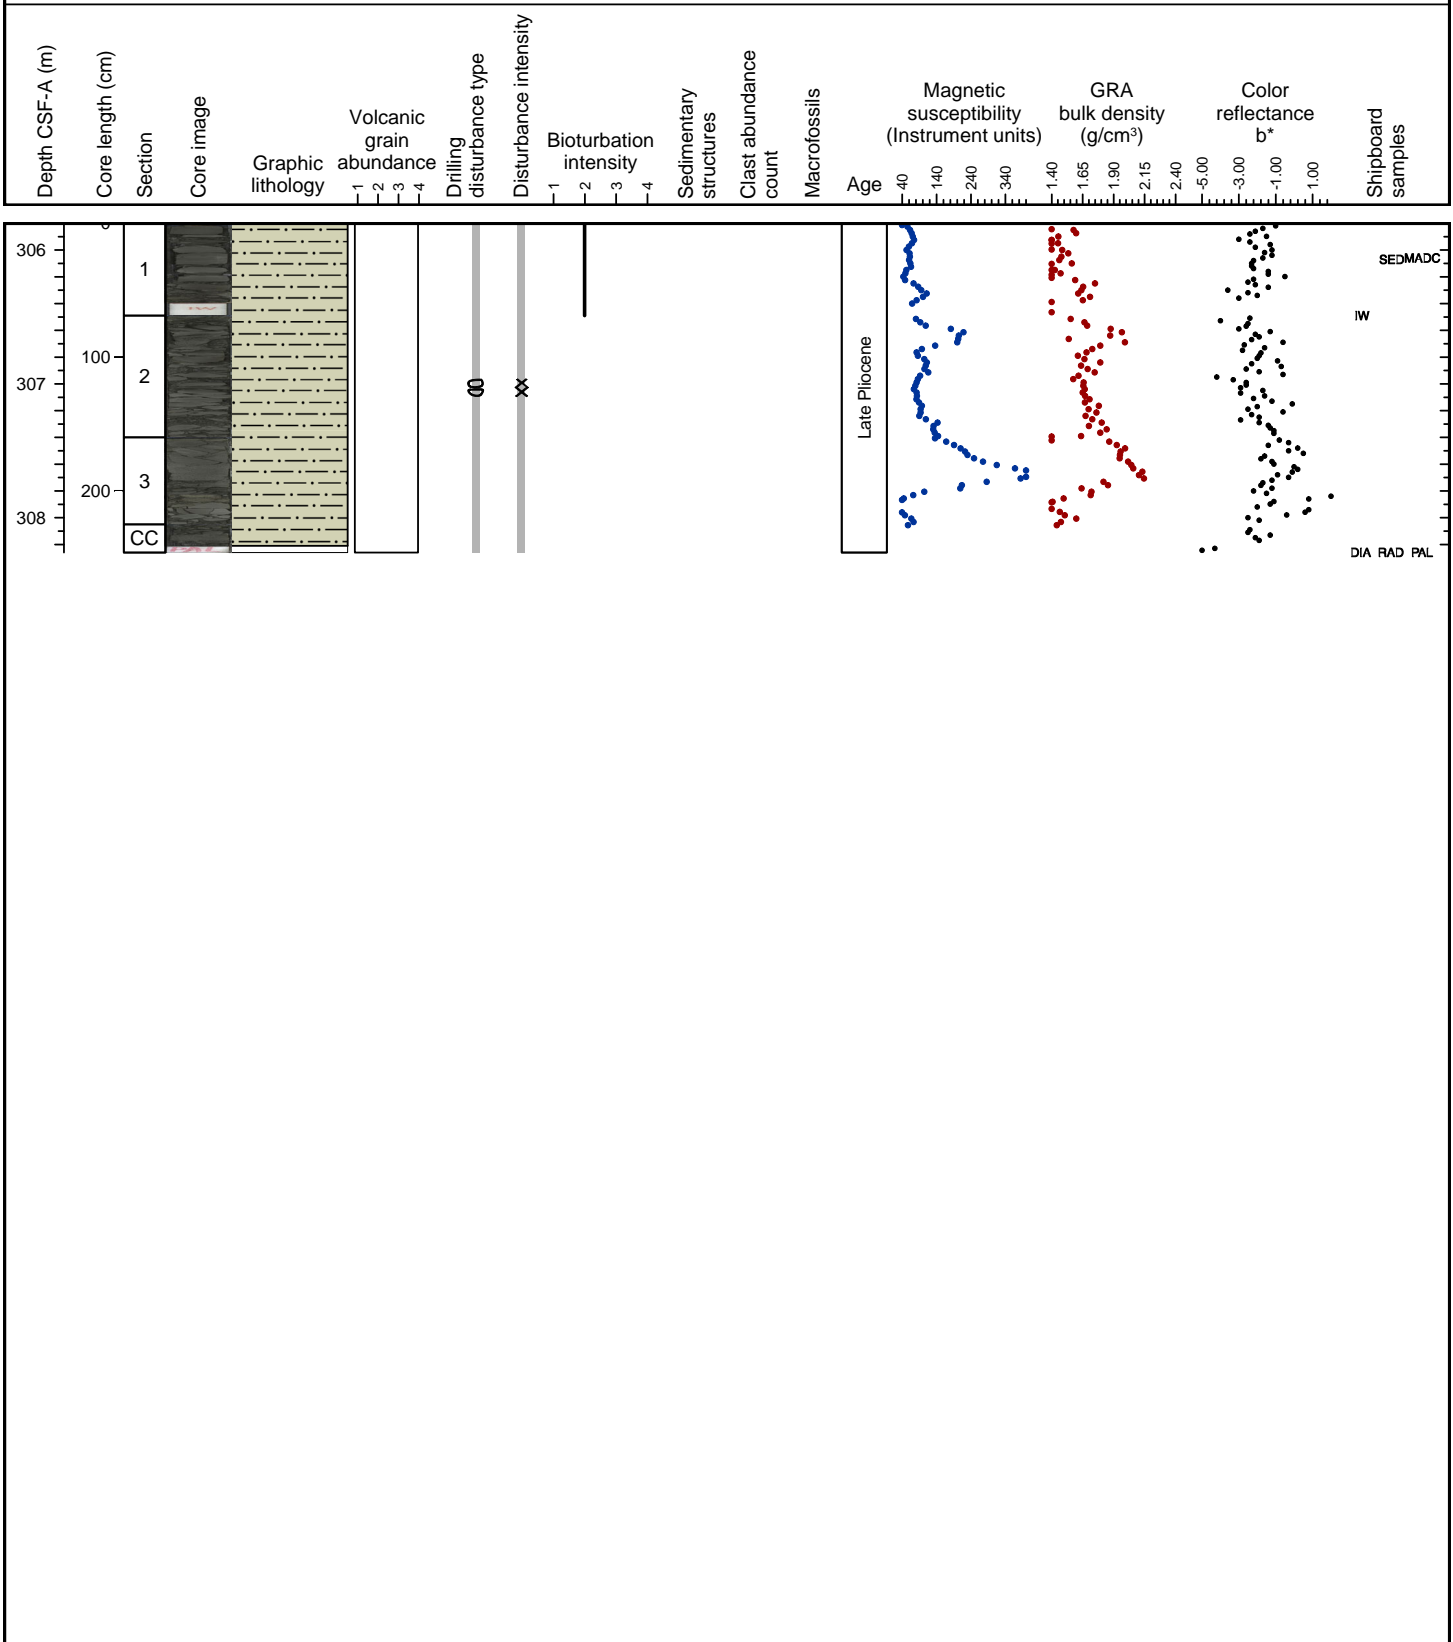 Depth CSF-A (m)
Core length (cm)
Section
Core image
Graphic
lithology
Volcanic
grain
abundance
1 2 3 4
Drilling
disturbance type
Disturbance intensity
Bioturbation
intensity
1 2 3 4
Sedimentary
structures
Clast abundance
count
Macrofossils
Age
Magnetic
susceptibility
(Instrument units)
40 140 240 340
GRA
bulk density
(g/cm³)
1.40 1.65 1.90 2.15 2.40
Color
reflectance
b*
-5.00 -3.00 -1.00 1.00
Shipboard
samples
306
307
308
0
100
200
1
2
3
CC
Late Pliocene
SED MADC
IW
DIA RAD PAL